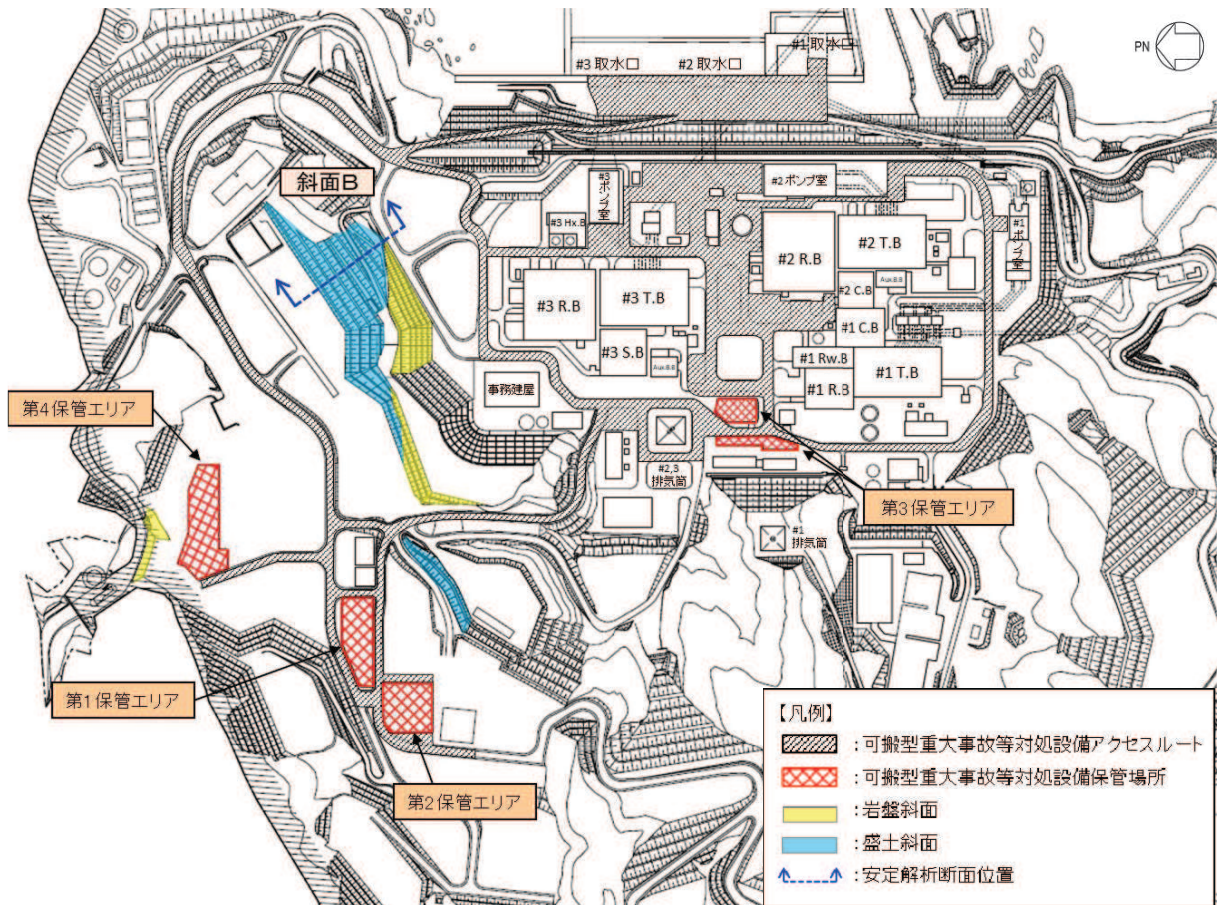 #1 取水口
#3 取水口
#2 取水口
PN
斜面B
#3
ポンプ室
#2 ポンプ室
#3 Hx.B
#1
ポンプ室
#2 R.B
#2 T.B
#3 R.B
#3 T.B
#2 C.B
Aux.B.B
#1 C.B
#3 S.B
Aux.B.B
#1 Rw.B
#1 R.B
#1 T.B
事務建屋
第4保管エリア
#2,3
排気筒
第3保管エリア
#1
排気筒
第1保管エリア
第2保管エリア
【凡例】
:可搬型重大事故等対処設備アクセスルート
:可搬型重大事故等対処設備保管場所
:岩盤斜面
:盛土斜面
:安定解析断面位置